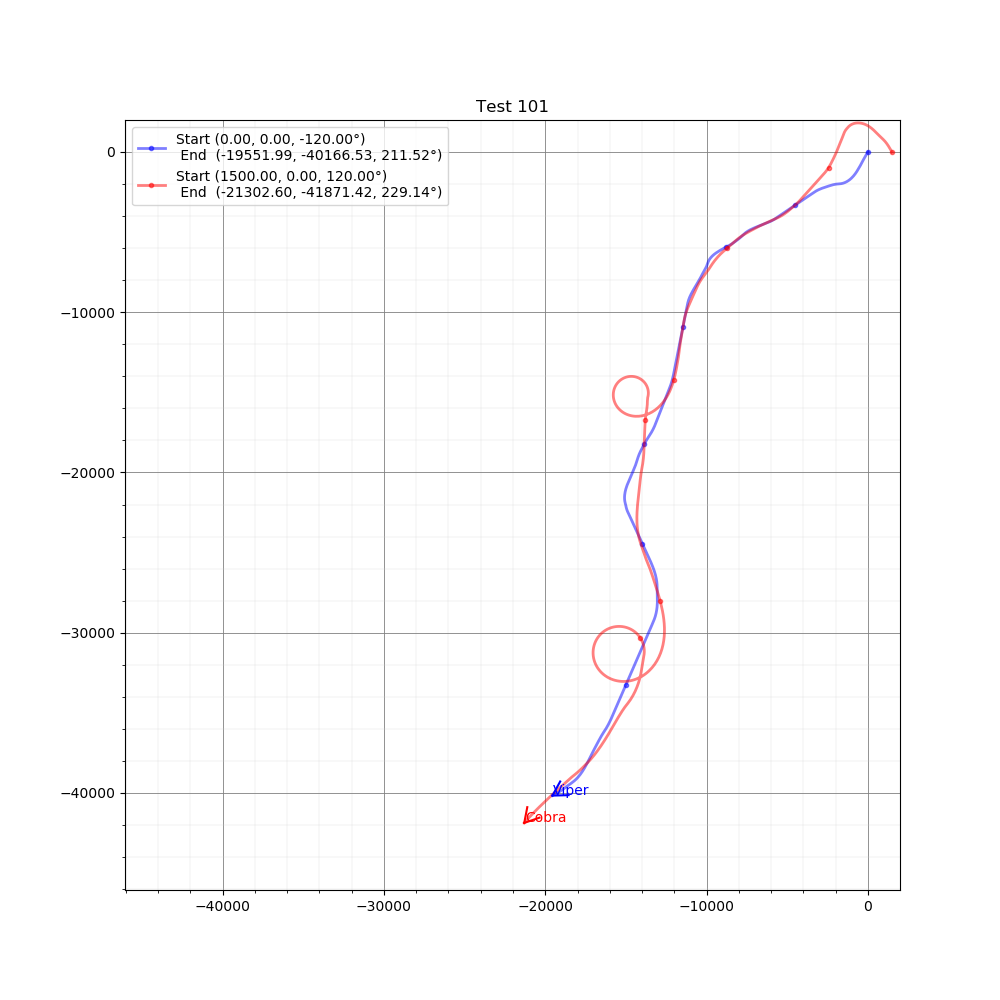 Test 101
Start (0.00, 0.00, -120.00°)
End (-19551.99, -40166.53, 211.52°)
Start (1500.00, 0.00, 120.00°)
End (-21302.60, -41871.42, 229.14°)
0
−10000
−20000
−30000
−40000
Viper
Cobra
−40000
−30000
−20000
−10000
0